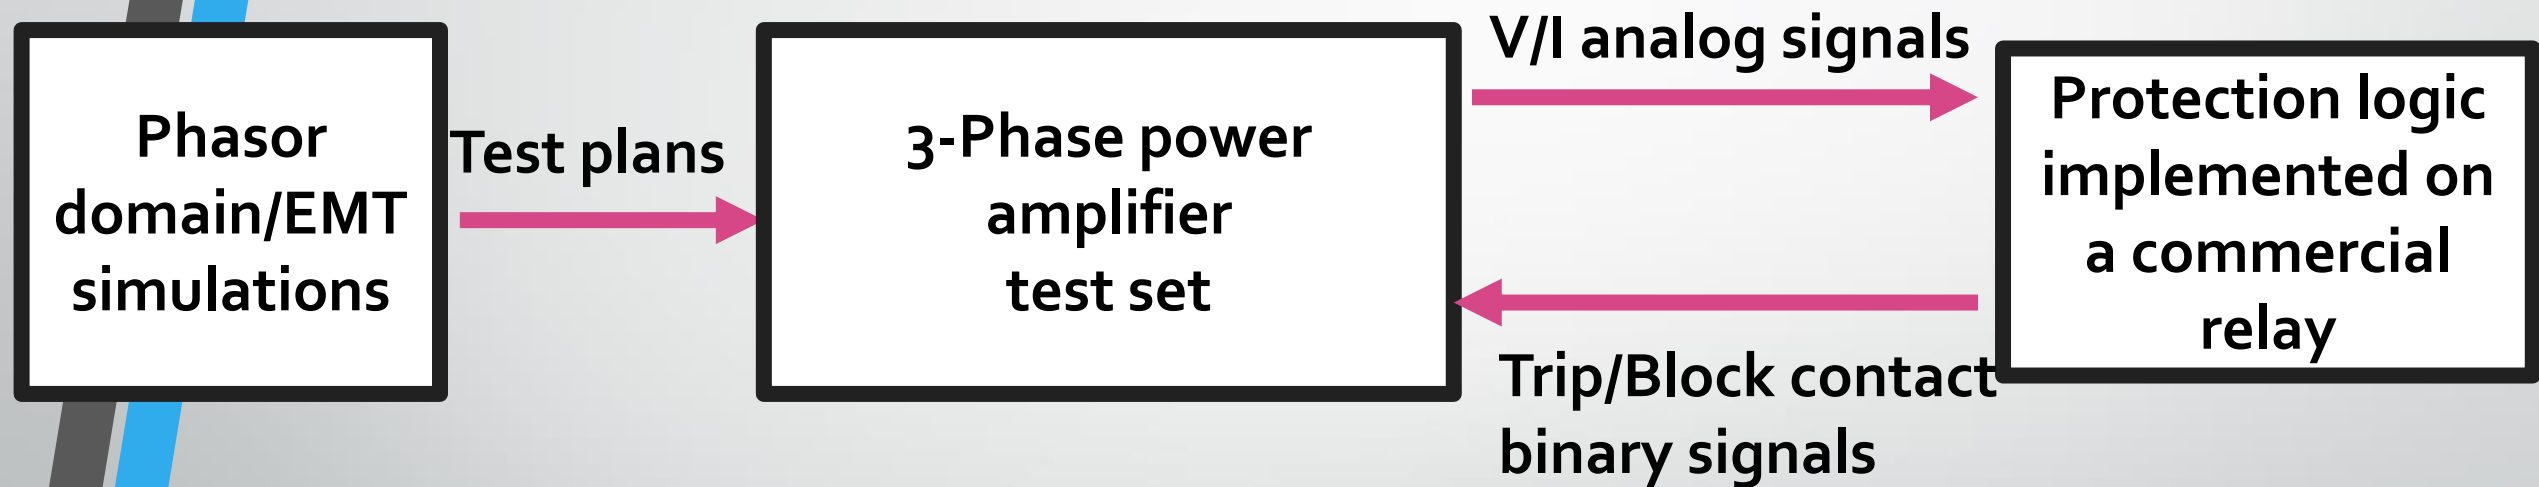 Phasor
domain/EMT
simulations
Test plans
3-Phase power
amplifier
test set
V/I analog signals
Trip/Block contact
binary signals
Protection logic
implemented on
a commercial
relay